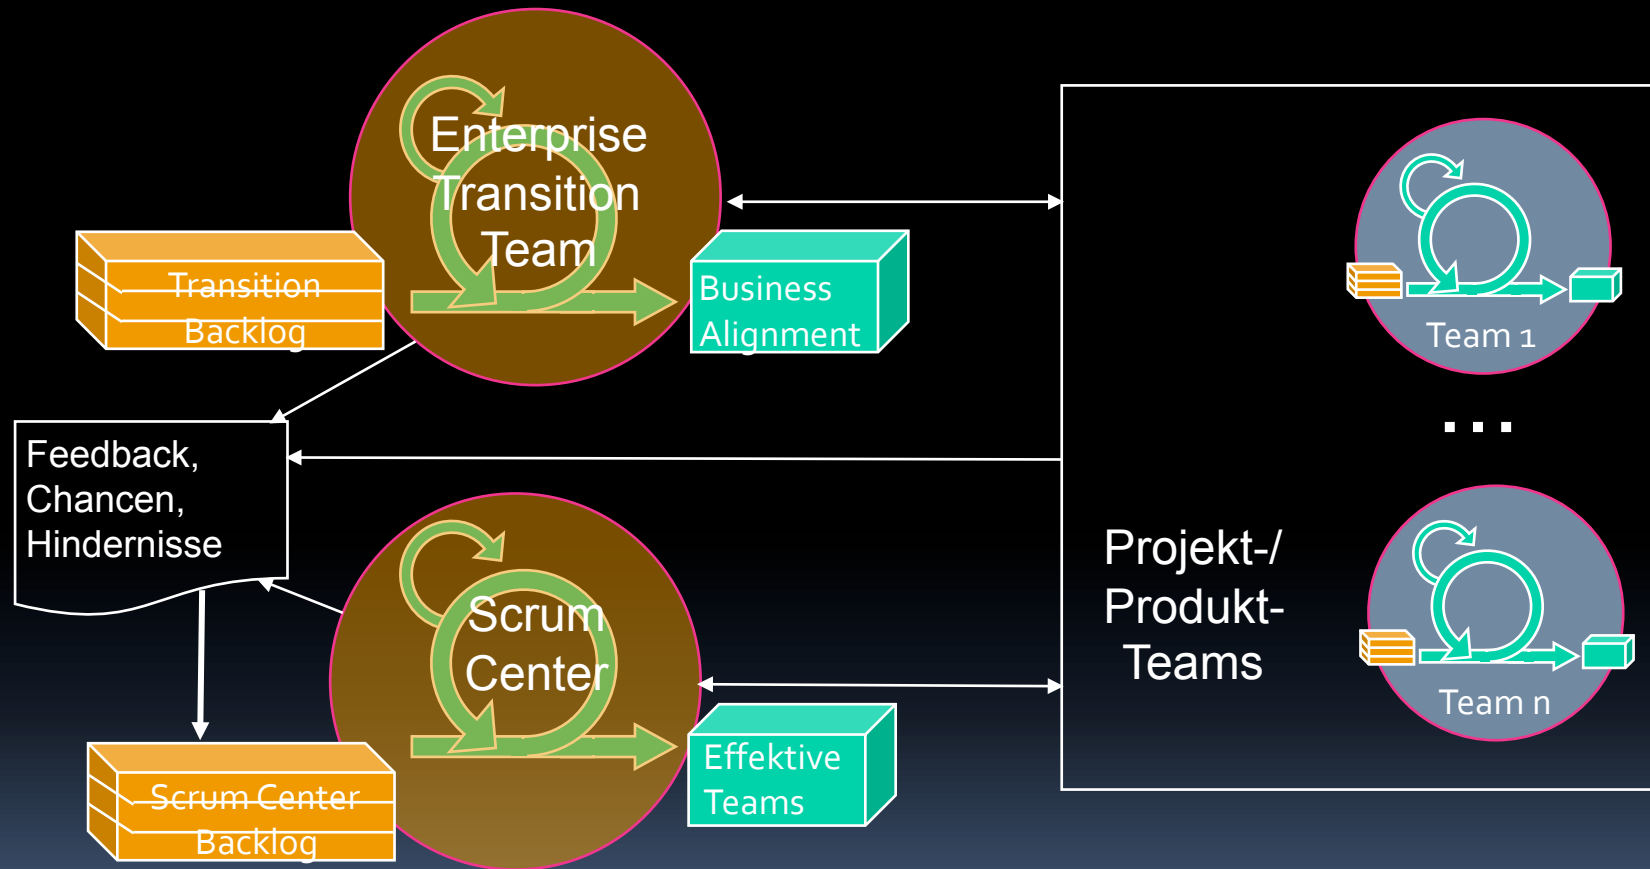 Enterprise
Transition
Team
Transition
Backlog
Business
Alignment
Team 1
...
Feedback,
Chancen,
Hindernisse
Projekt-/
Produkt-
Teams
Scrum
Center
Team n
Effektive
Teams
Scrum Center
Backlog